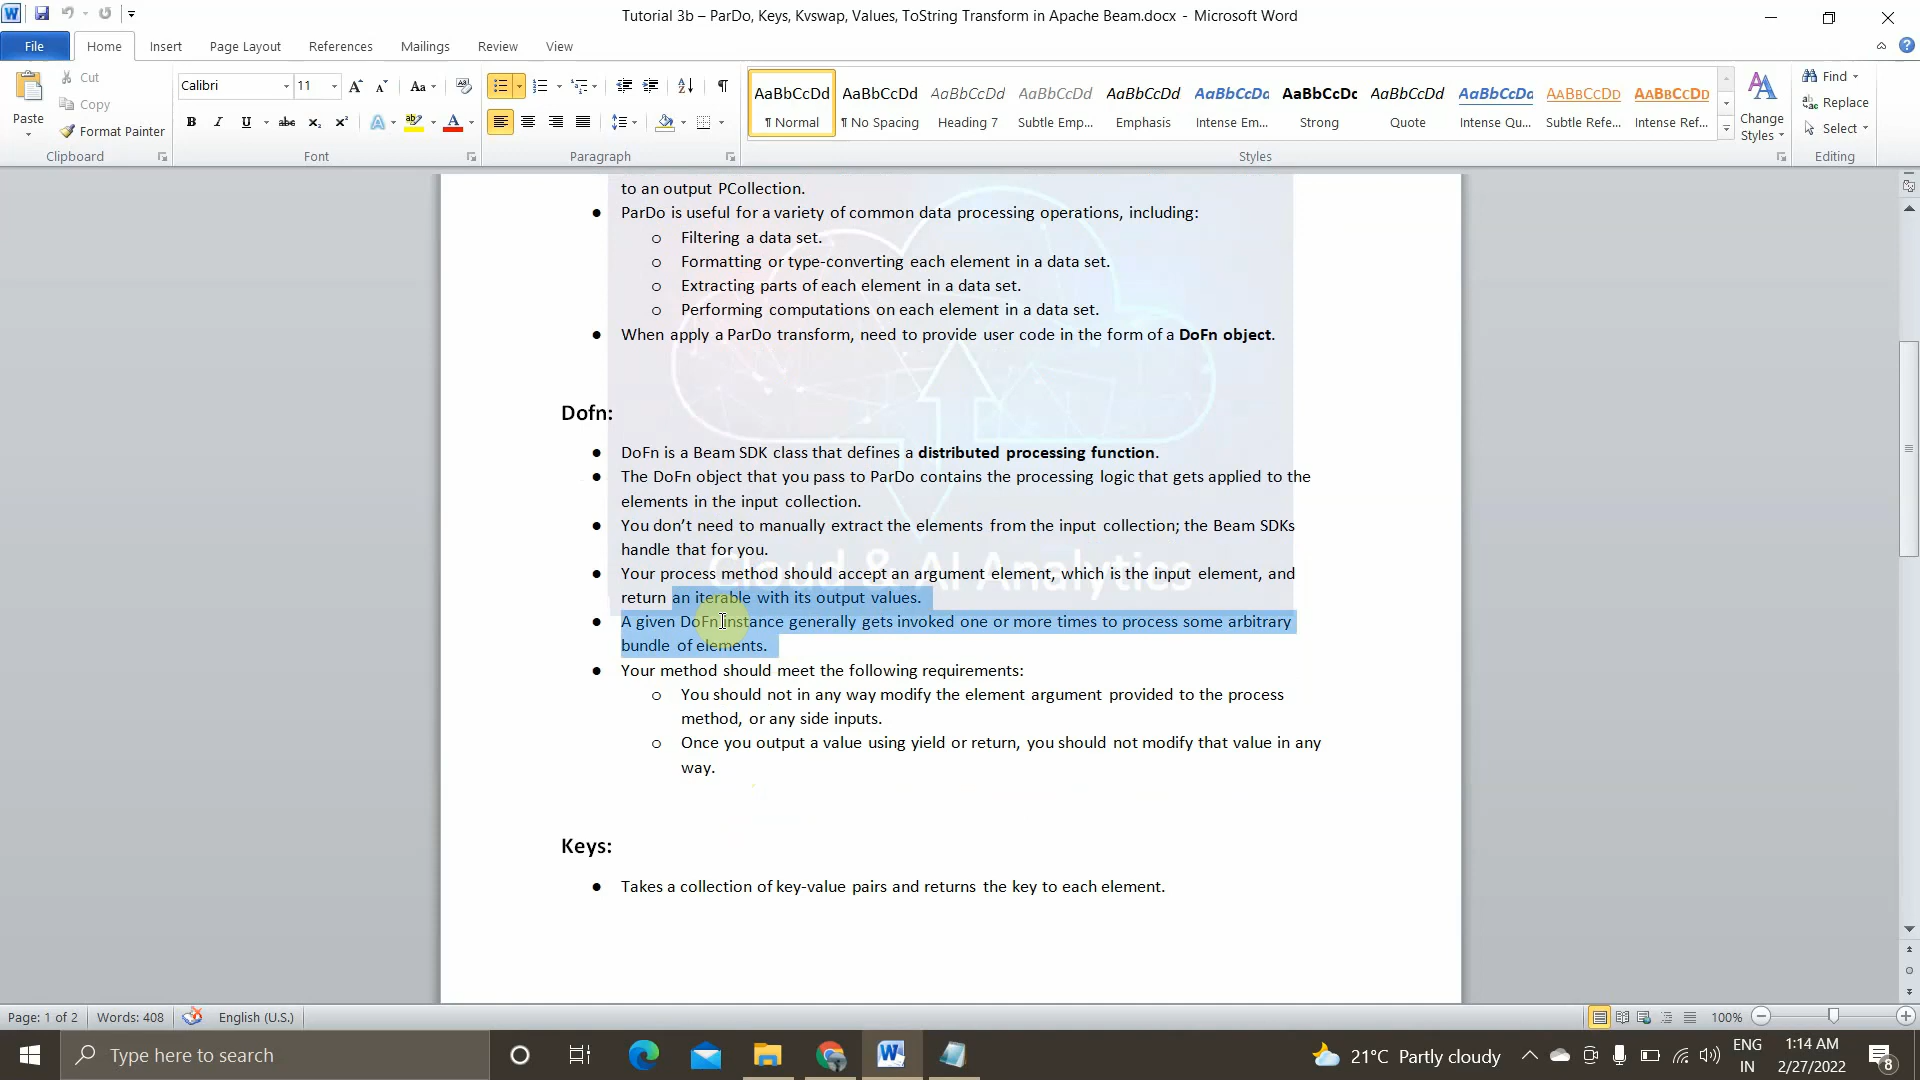 Tutorial 3b – ParDo, Keys, Kvswap, Values, ToString Transform in Apache Beam.docx - Microsoft Word
File Home Insert Page Layout References Mailings Review View
Cut
Copy
Format Painter
Paste
Clipboard
Calibri 11
Font
Paragraph
AaBbCcDd AaBbCcDd AaBbCcDd AaBbCcDd AaBbCcDd AaBbCcDd AaBbCcDc AaBbCcDd AaBbCcDd AaBbCcDd AaBbCcDd
¶ Normal ¶ No Spacing Heading 7 Subtle Emp... Emphasis Intense Em... Strong Quote Intense Qu... Subtle Refe... Intense Ref...
Change
Styles
Styles
Find
Replace
Select
Editing
to an output PCollection.
● ParDo is useful for a variety of common data processing operations, including:
o Filtering a data set.
o Formatting or type-converting each element in a data set.
o Extracting parts of each element in a data set.
o Performing computations on each element in a data set.
● When apply a ParDo transform, need to provide user code in the form of a DoFn object.
Dofn:
● DoFn is a Beam SDK class that defines a distributed processing function.
● The DoFn object that you pass to ParDo contains the processing logic that gets applied to the
elements in the input collection.
● You don’t need to manually extract the elements from the input collection; the Beam SDKs
handle that for you.
Cloud & AI Analytics
● Your process method should accept an argument element, which is the input element, and
return an iterable with its output values.
● A given DoFn instance generally gets invoked one or more times to process some arbitrary
bundle of elements.
● Your method should meet the following requirements:
o You should not in any way modify the element argument provided to the process
method, or any side inputs.
o Once you output a value using yield or return, you should not modify that value in any
way.
Keys:
● Takes a collection of key-value pairs and returns the key to each element.
Page: 1 of 2 Words: 408 English (U.S.) 100%
Type here to search
21°C Partly cloudy
ENG
IN
1:14 AM
2/27/2022
8